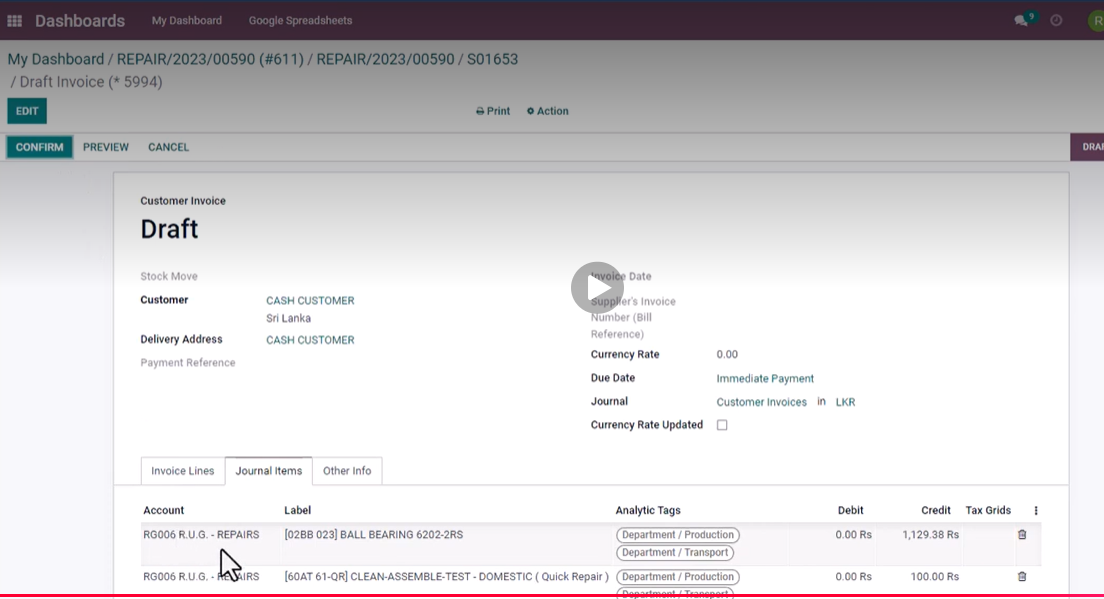 Dashboards My Dashboard Google Spreadsheets 9 R
My Dashboard / REPAIR/2023/00590 (#611) / REPAIR/2023/00590 / S01653
/ Draft Invoice (* 5994)
EDIT Print Action
CONFIRM PREVIEW CANCEL DRA
Customer Invoice
Draft
Stock Move
Customer CASH CUSTOMER
Sri Lanka
Delivery Address CASH CUSTOMER
Payment Reference
Invoice Date
Supplier's Invoice
Number (Bill
Reference)
Currency Rate 0.00
Due Date Immediate Payment
Journal Customer Invoices in LKR
Currency Rate Updated
Invoice Lines Journal Items Other Info
Account Label Analytic Tags Debit Credit Tax Grids
RG006 R.U.G. - REPAIRS [02BB 023] BALL BEARING 6202-2RS Department / Production 0.00 Rs 1,129.38 Rs
Department / Transport
RG006 R.U.G. - REPAIRS [60AT 61-QR] CLEAN-ASSEMBLE-TEST - DOMESTIC ( Quick Repair ) Department / Production 0.00 Rs 100.00 Rs
Department / Transport